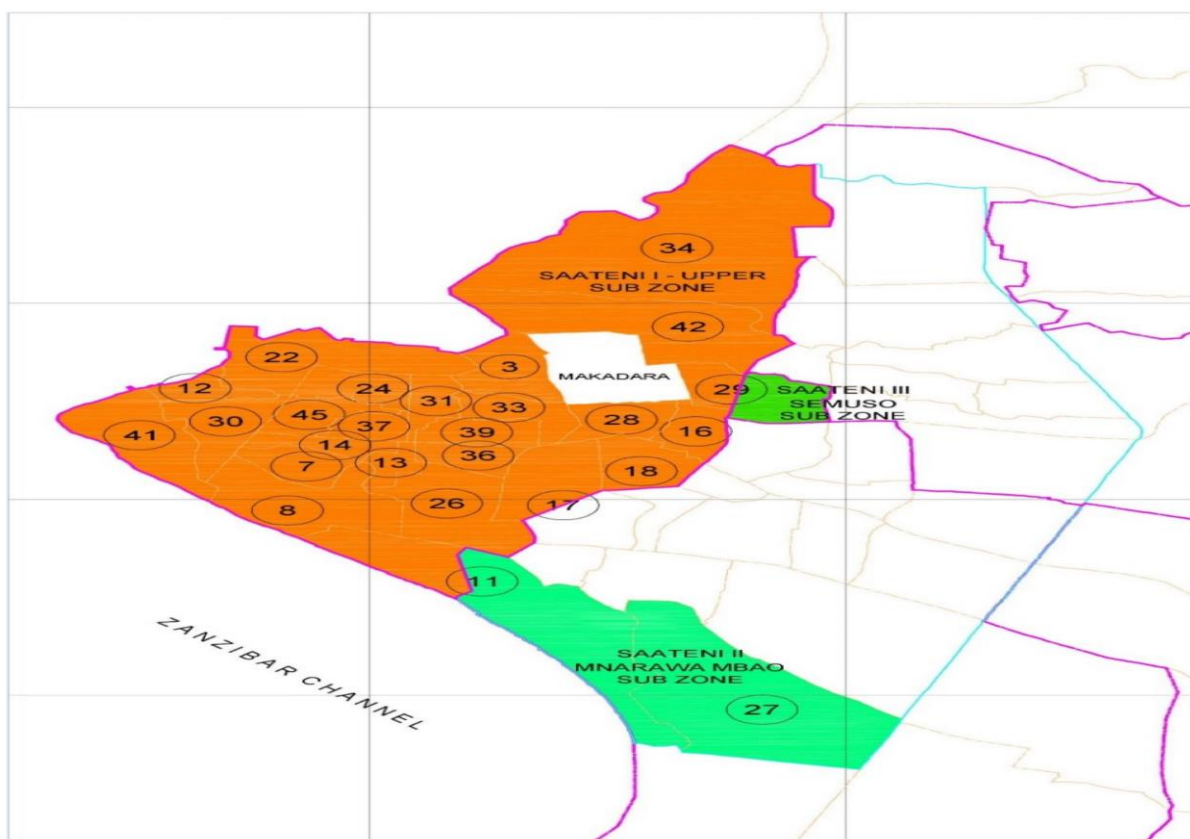 34
SAATENI I - UPPER
SUB ZONE
42
22
3
MAKADARA
12
24
29
SAATENI III
SEMUSO
SUB ZONE
31
33
45
30
37
28
41
39
16
14
36
7
13
18
8
26
17
11
ZANZIBAR CHANNEL
SAATENI II
MNARAWA MBAO
SUB ZONE
27